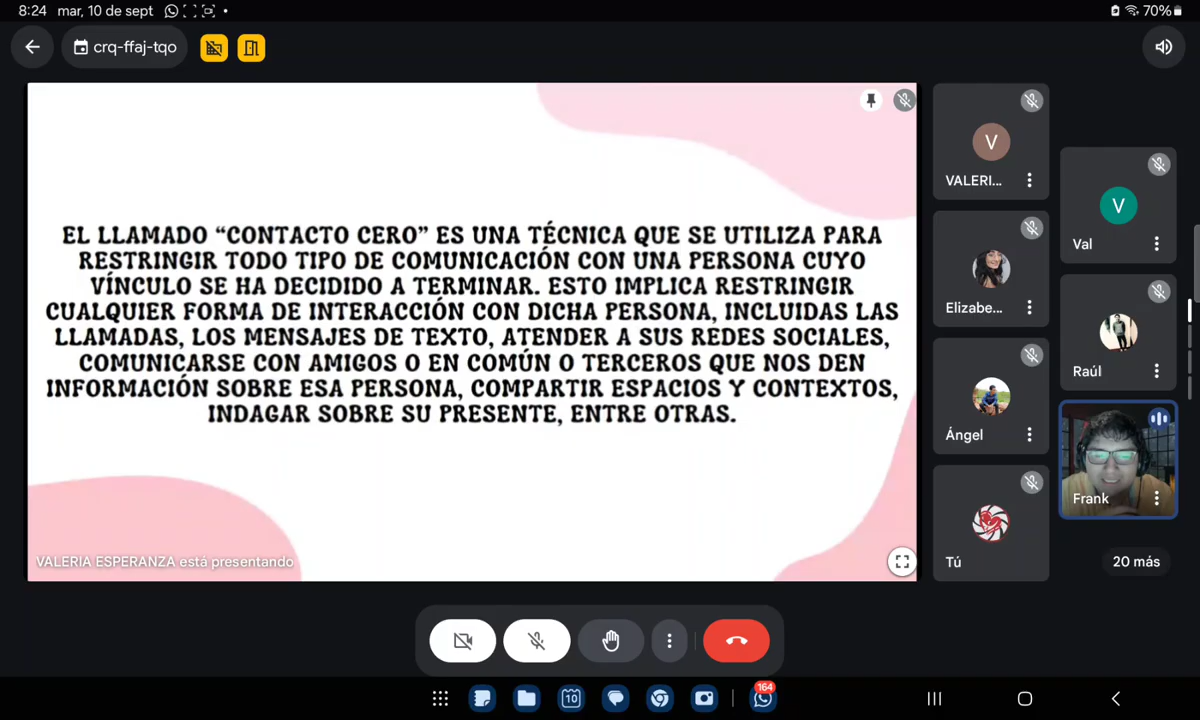 8:24 mar, 10 de sept
70%
crq-ffaj-tqo
EL LLAMADO “CONTACTO CERO” ES UNA TÉCNICA QUE SE UTILIZA PARA
RESTRINGIR TODO TIPO DE COMUNICACIÓN CON UNA PERSONA CUYO
VÍNCULO SE HA DECIDIDO A TERMINAR. ESTO IMPLICA RESTRINGIR
CUALQUIER FORMA DE INTERACCIÓN CON DICHA PERSONA, INCLUIDAS LAS
LLAMADAS, LOS MENSAJES DE TEXTO, ATENDER A SUS REDES SOCIALES,
COMUNICARSE CON AMIGOS O EN COMÚN O TERCEROS QUE NOS DEN
INFORMACIÓN SOBRE ESA PERSONA, COMPARTIR ESPACIOS Y CONTEXTOS,
INDAGAR SOBRE SU PRESENTE, ENTRE OTRAS.
VALERIA ESPERANZA está presentando
V
VALERI...
V
Val
Elizabe...
Raúl
Ángel
Frank
Tú
20 más
10
164